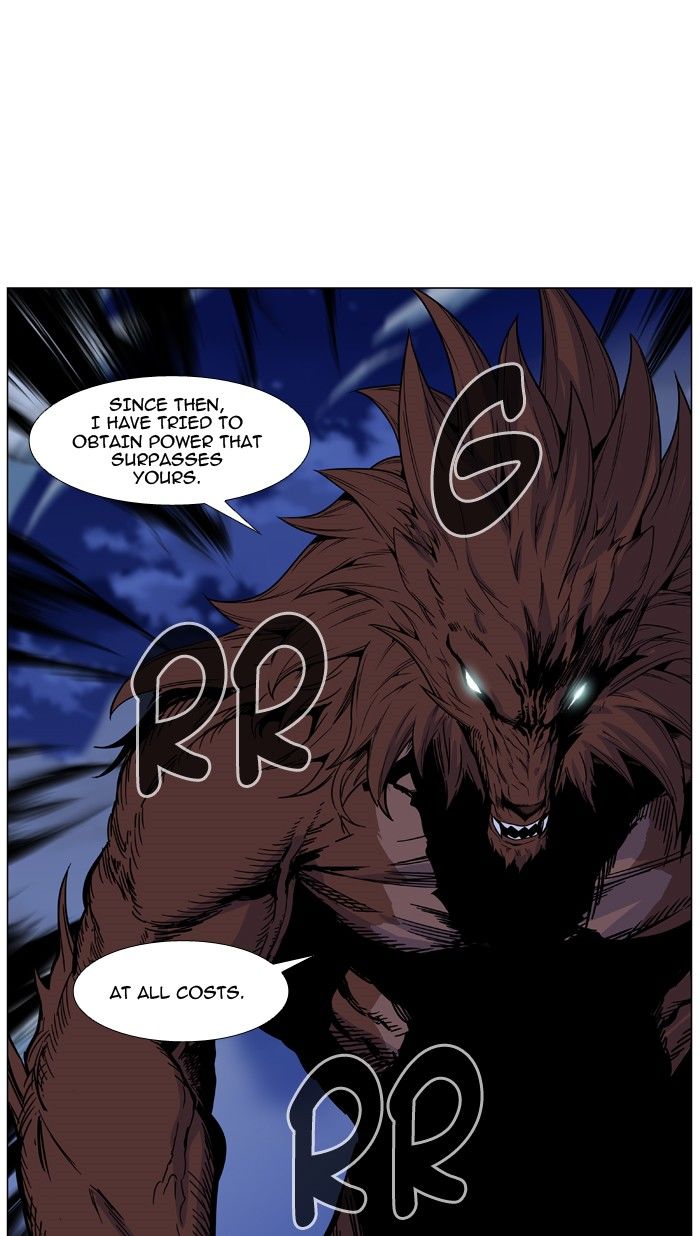 SINCE THEN,
I HAVE TRIED TO
OBTAIN POWER THAT
SURPASSES
YOURS.
G
RR
AT ALL COSTS.
RR